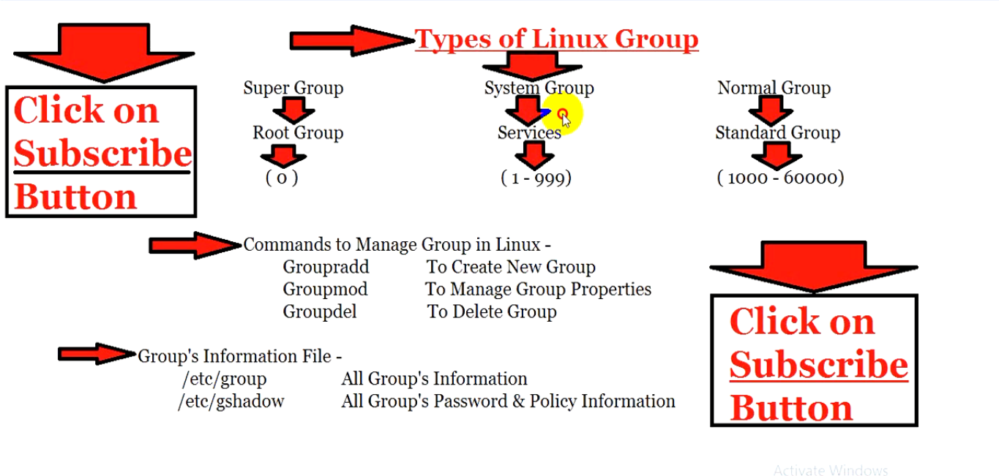 Types of Linux Group
Click on
Subscribe
Button
Super Group
System Group
Normal Group
Root Group
Services
Standard Group
( 0 )
( 1 - 999)
( 1000 - 60000)
Commands to Manage Group in Linux -
Groupradd To Create New Group
Groupmod To Manage Group Properties
Groupdel To Delete Group
Click on
Subscribe
Button
Group's Information File -
/etc/group All Group's Information
/etc/gshadow All Group's Password & Policy Information
Activate Windows